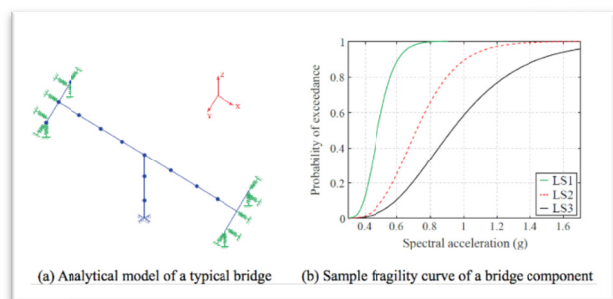 (a)
(b)
z
x
Y
Probability of exceedance
1
0.8
0.6
0.4
0.2
0
0.4
0.6
0.8
1
1.2
1.4
1.6
LS1
LS2
LS3
Spectral acceleration (g)
(a) Analytical model of a typical bridge
(b) Sample fragility curve of a bridge component